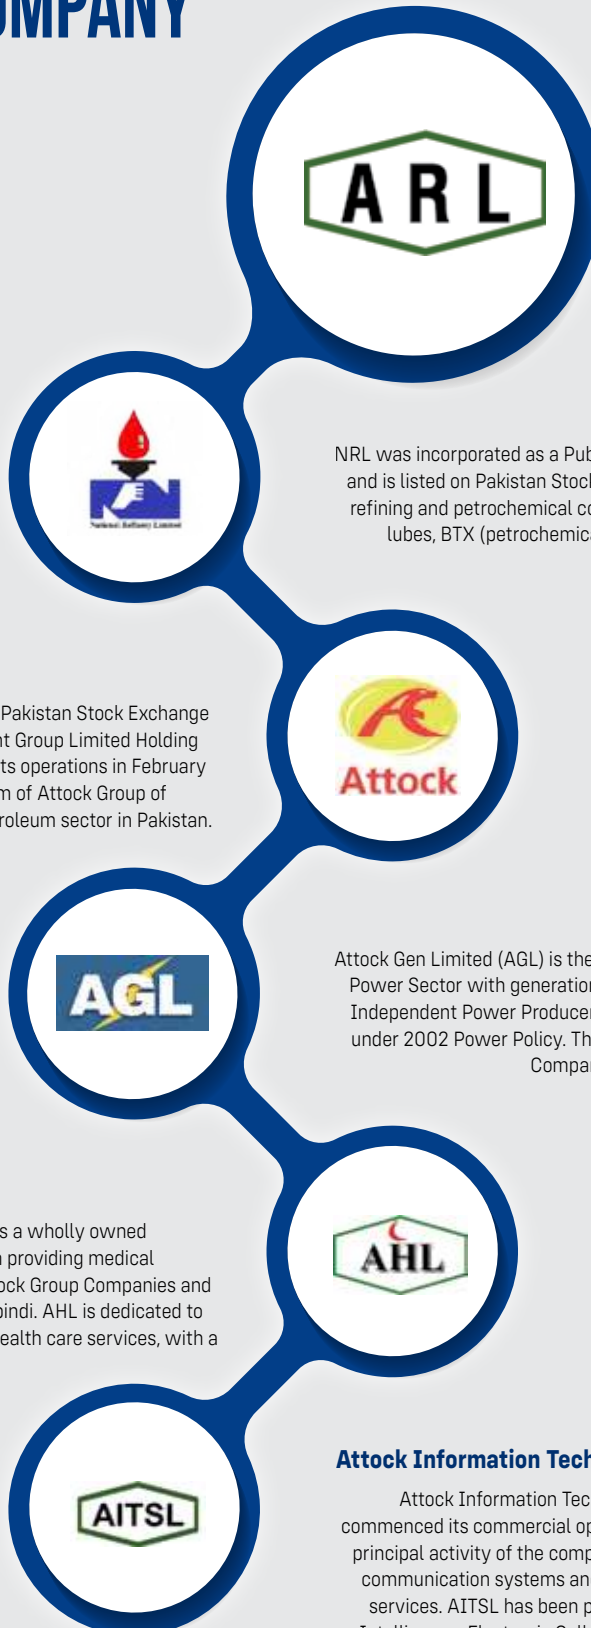 OMPANY
ARL
National Refinery Limited
NRL was incorporated as a Pub
and is listed on Pakistan Stock
refining and petrochemical co
lubes, BTX (petrochemica
Pakistan Stock Exchange
nt Group Limited Holding
ts operations in February
m of Attock Group of
roleum sector in Pakistan.
Attock
AGL
Attock Gen Limited (AGL) is the
Power Sector with generation
Independent Power Producer
under 2002 Power Policy. Th
Compan
s a wholly owned
n providing medical
ock Group Companies and
pindi. AHL is dedicated to
ealth care services, with a
AHL
AITSL
Attock Information Tech
Attock Information Tec
commenced its commercial op
principal activity of the comp
communication systems an
services. AITSL has been p